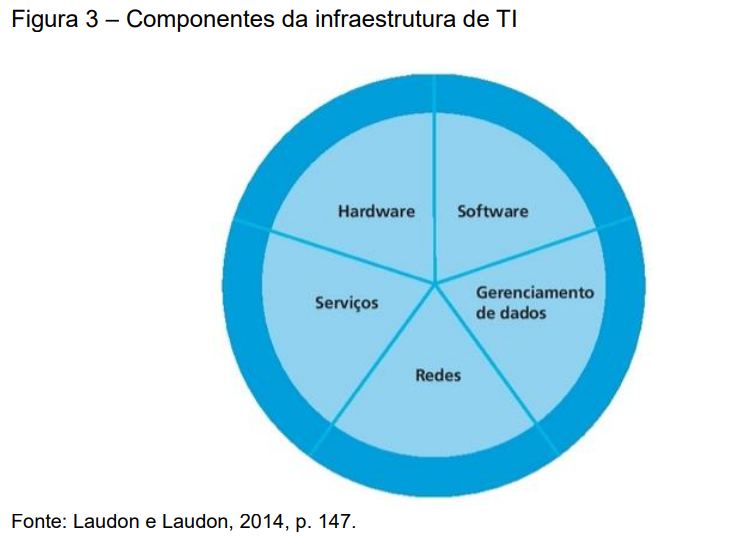 Figura 3 – Componentes da infraestrutura de TI
Hardware
Software
Serviços
Gerenciamento
de dados
Redes
Fonte: Laudon e Laudon, 2014, p. 147.